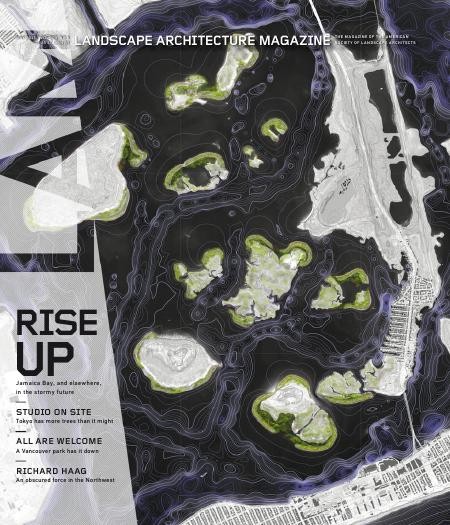 LAM
LANDSCAPE ARCHITECTURE MAGAZINE
THE MAGAZINE OF THE AMERICAN
SOCIETY OF LANDSCAPE ARCHITECTS
RISE
UP
Jamaica Bay, and elsewhere,
in the stormy future
STUDIO ON SITE
Tokyo has more trees than it might
ALL ARE WELCOME
A Vancouver park has it down
RICHARD HAAG
An obscured force in the Northwest